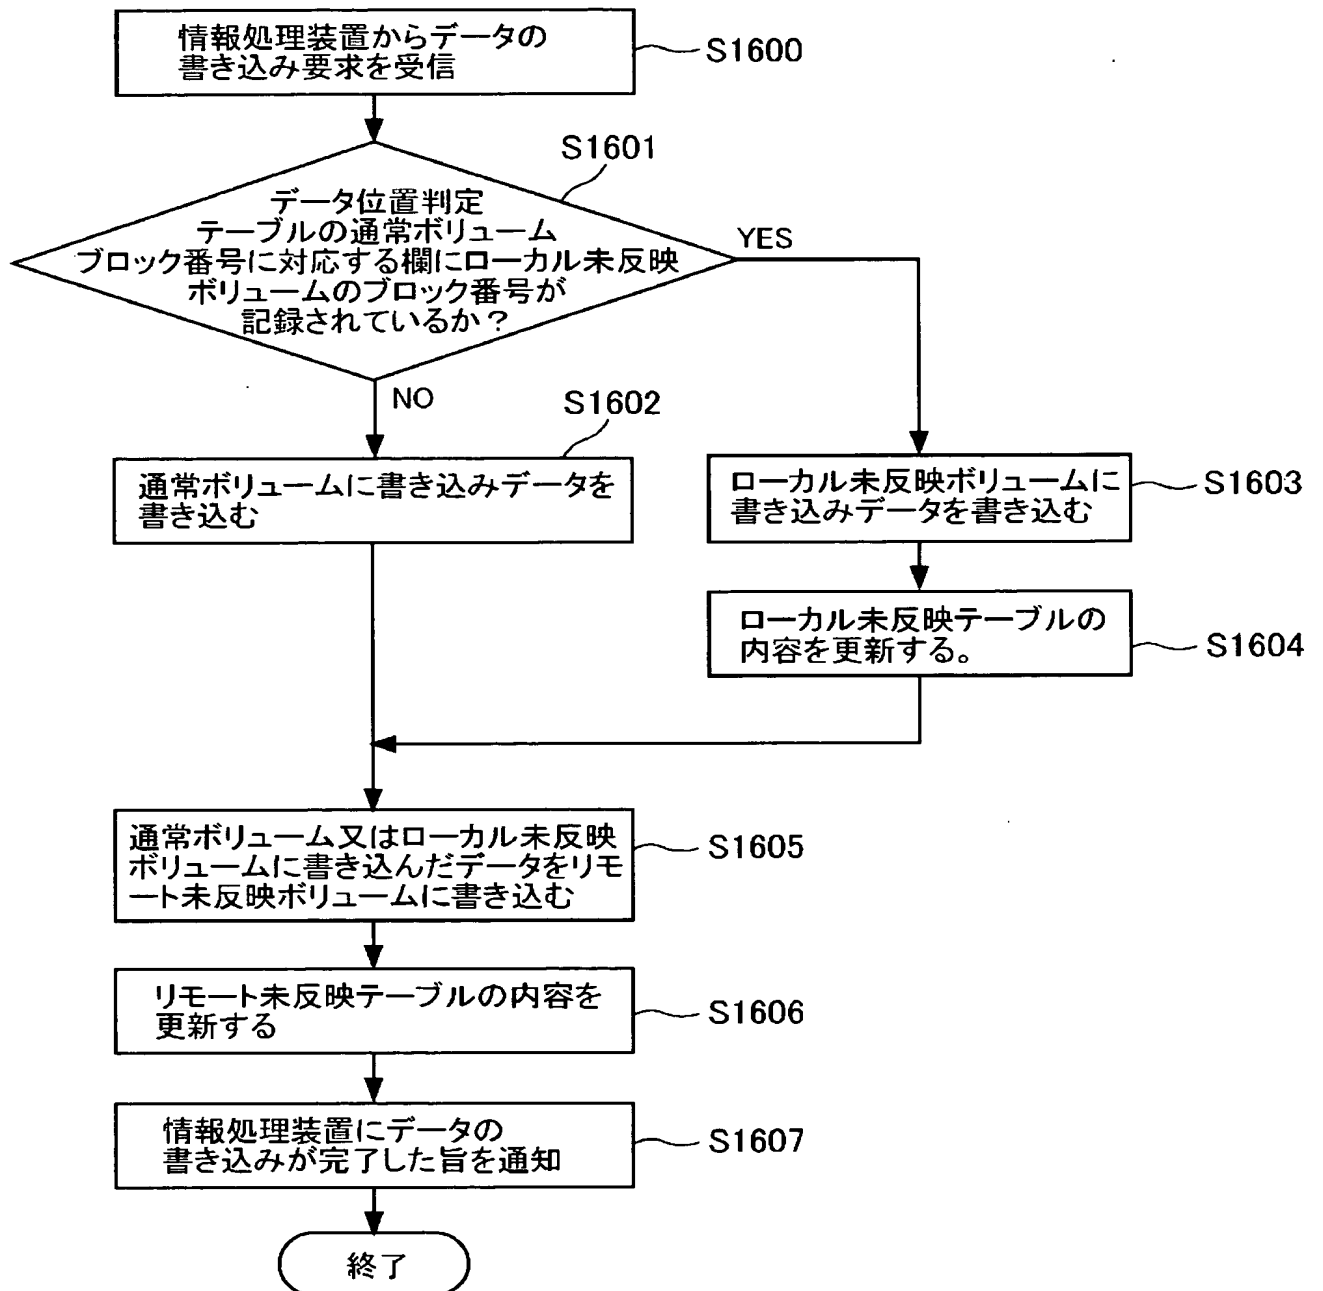 情報処理装置からデータの
書き込み要求を受信
S1600
S1601
データ位置判定
テーブルの通常ボリューム
ブロック番号に対応する欄にローカル未反映
ボリュームのブロック番号が
記録されているか？
YES
NO
S1602
通常ボリュームに書き込みデータを
書き込む
ローカル未反映ボリュームに
書き込みデータを書き込む
S1603
ローカル未反映テーブルの
内容を更新する。
S1604
通常ボリューム又はローカル未反映
ボリュームに書き込んだデータをリモ
ート未反映ボリュームに書き込む
S1605
リモート未反映テーブルの内容を
更新する
S1606
情報処理装置にデータの
書き込みが完了した旨を通知
S1607
終了